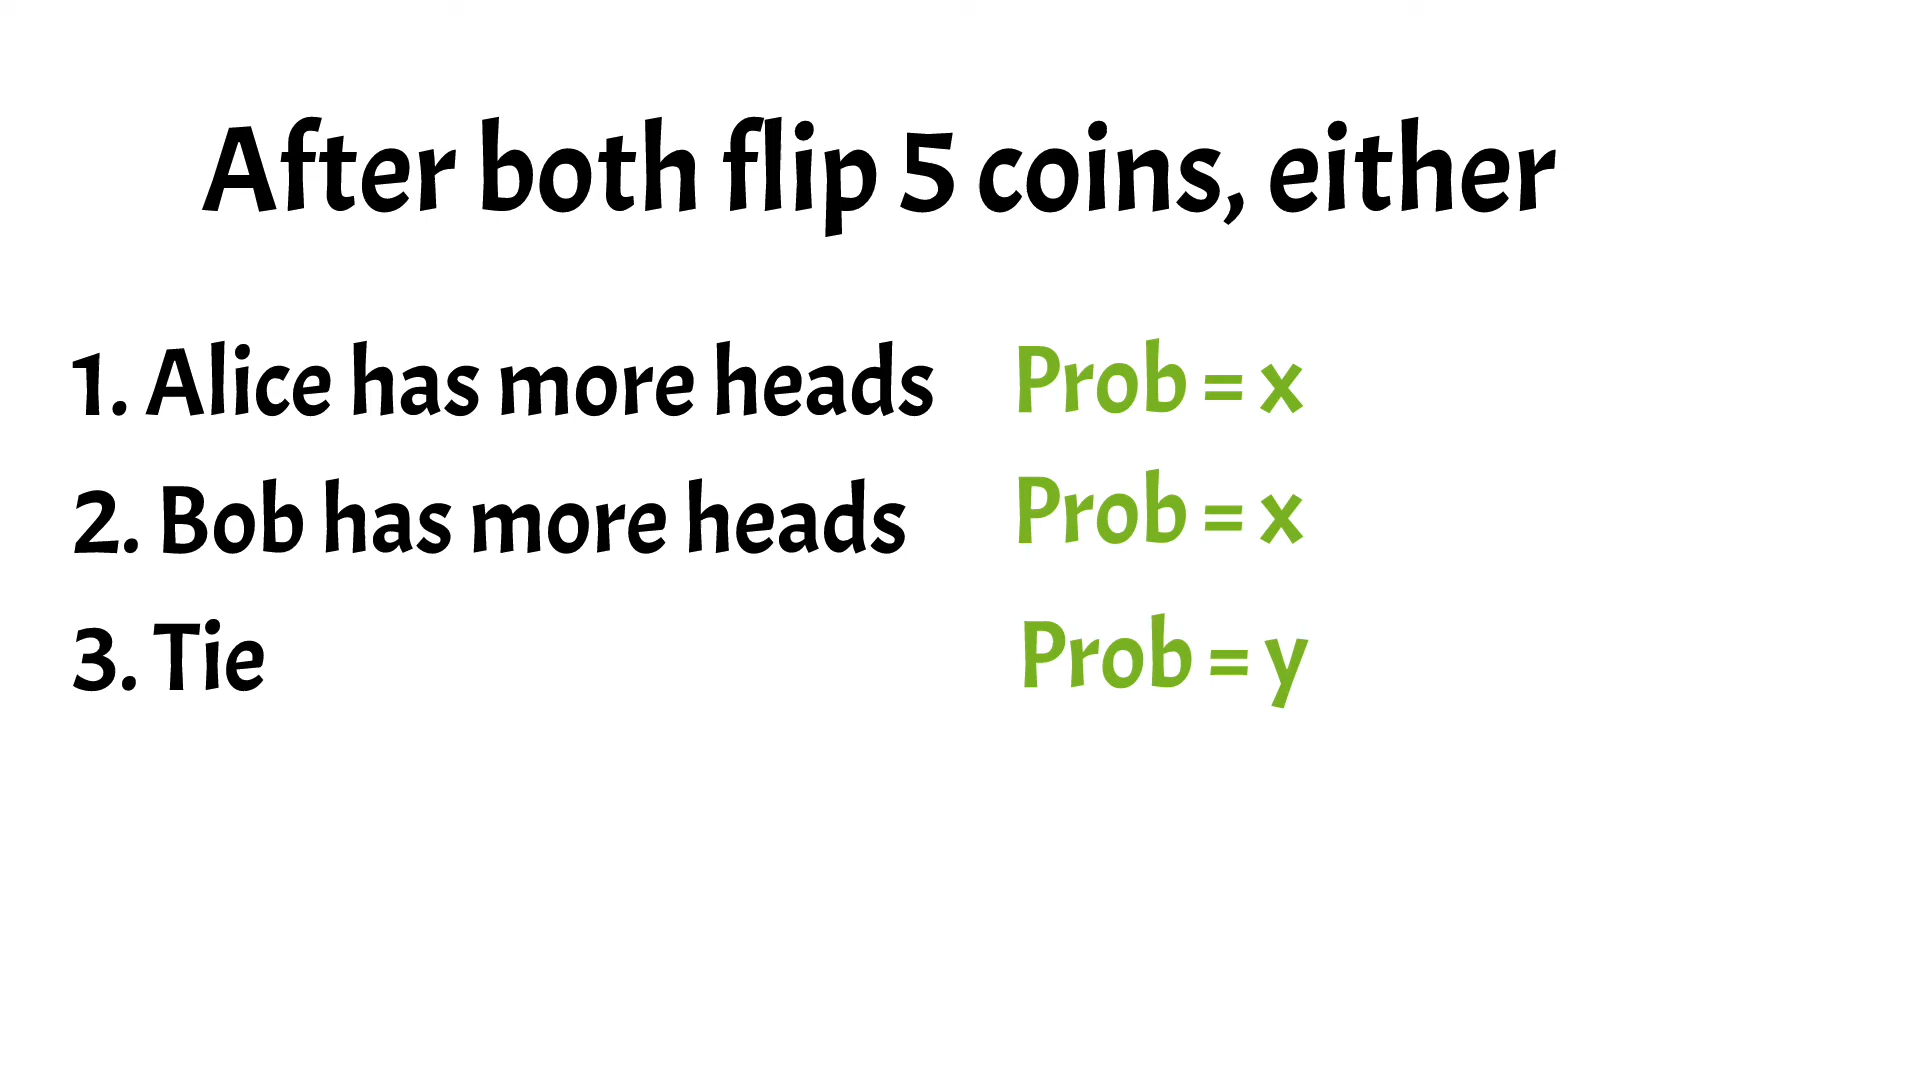 After both flip 5 coins, either
1. Alice has more heads Prob = x
2. Bob has more heads Prob = x
3. Tie Prob = y